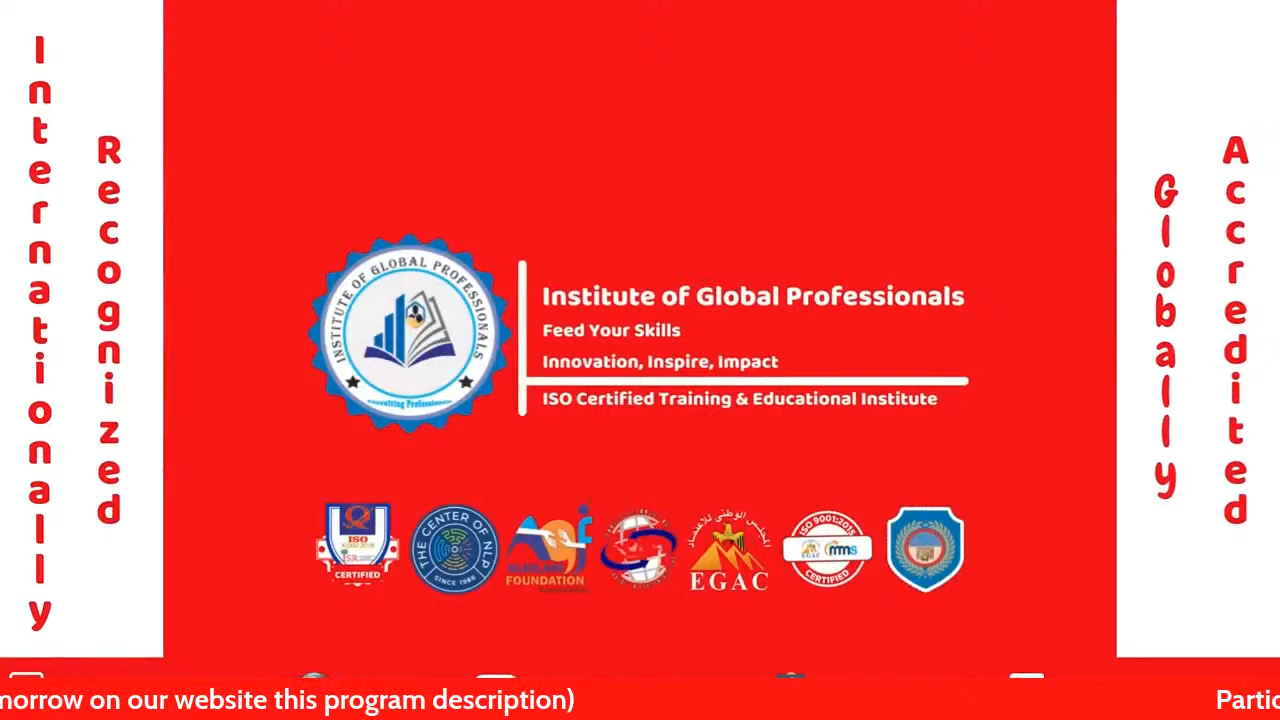 Internationally
Recognized
INSTITUTE OF GLOBAL PROFESSIONALS
Institute of Global Professionals
Feed Your Skills
Innovation, Inspire, Impact
ISO Certified Training & Educational Institute
ISO
CERTIFIED
THE CENTER OF NLP
SINCE 1986
FOUNDATION
المجلس الوطني للاعتماد
EGAC
ISO 9001:2015
EGAC
CERTIFIED
Globally
Accredited
morrow on our website this program description)
Partic